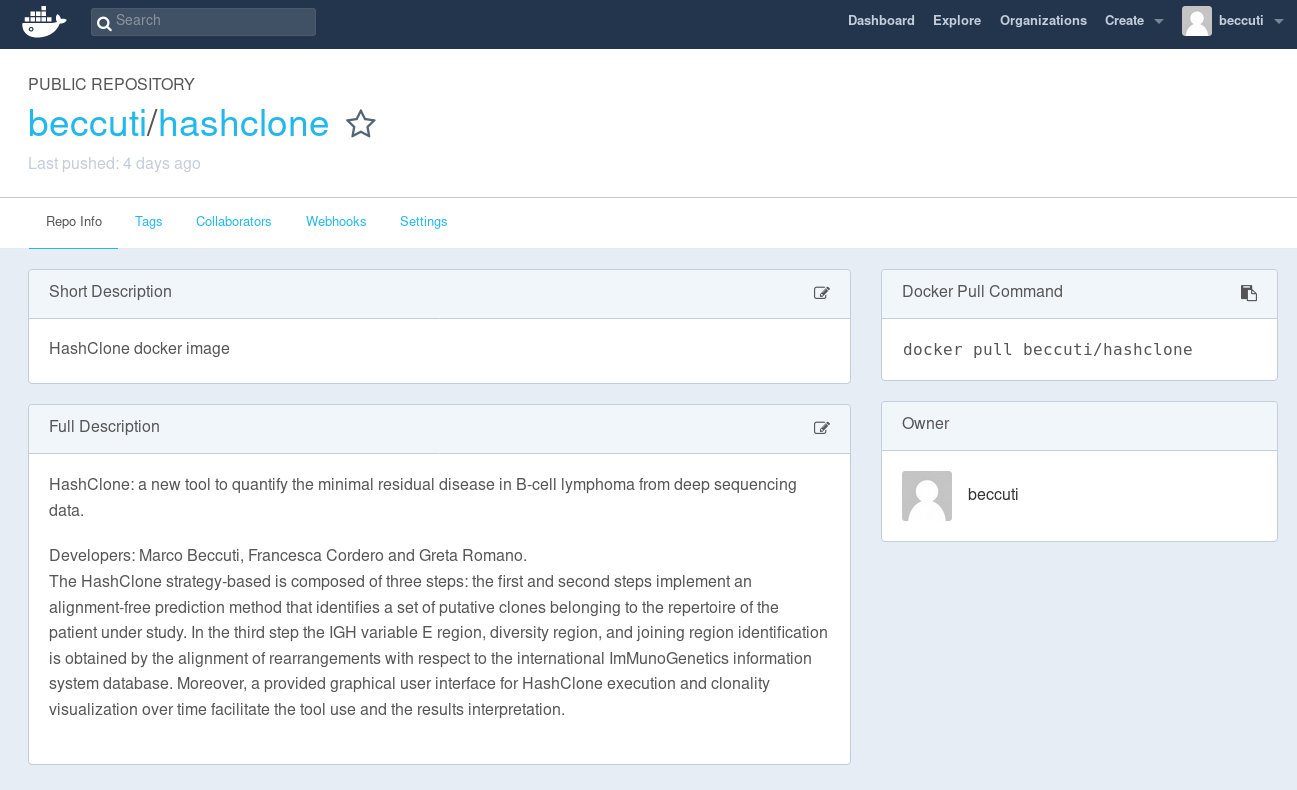 Search
Dashboard Explore Organizations Create beccuti
PUBLIC REPOSITORY
beccuti/hashclone
Last pushed: 4 days ago
Repo Info Tags Collaborators Webhooks Settings
Short Description
HashClone docker image
Full Description
HashClone: a new tool to quantify the minimal residual disease in B-cell lymphoma from deep sequencing
data.
Developers: Marco Beccuti, Francesca Cordero and Greta Romano.
The HashClone strategy-based is composed of three steps: the first and second steps implement an
alignment-free prediction method that identifies a set of putative clones belonging to the repertoire of the
patient under study. In the third step the IGH variable E region, diversity region, and joining region identification
is obtained by the alignment of rearrangements with respect to the international ImMunoGenetics information
system database. Moreover, a provided graphical user interface for HashClone execution and clonality
visualization over time facilitate the tool use and the results interpretation.
Docker Pull Command
docker pull beccuti/hashclone
Owner
beccuti